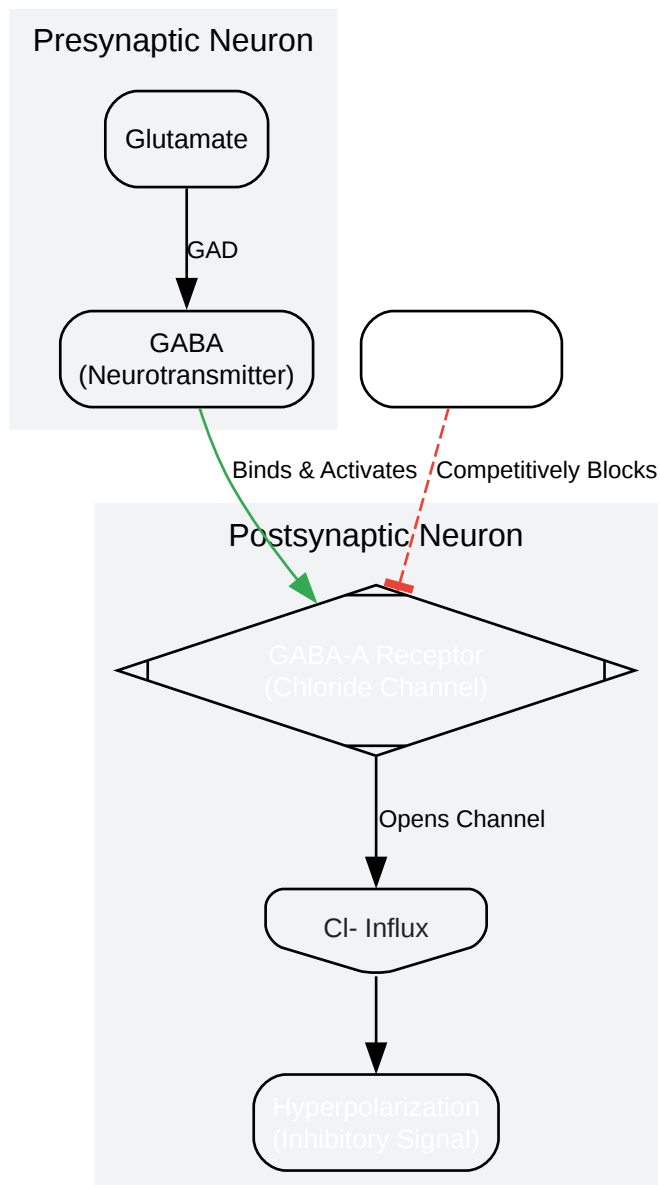 Presynaptic Neuron
Glutamate
GAD
GABA
(Neurotransmitter)
Binds & Activates
Competitively Blocks
Postsynaptic Neuron
GABA-A Receptor
(Chloride Channel)
Opens Channel
Cl- Influx
Hyperpolarization
(Inhibitory Signal)